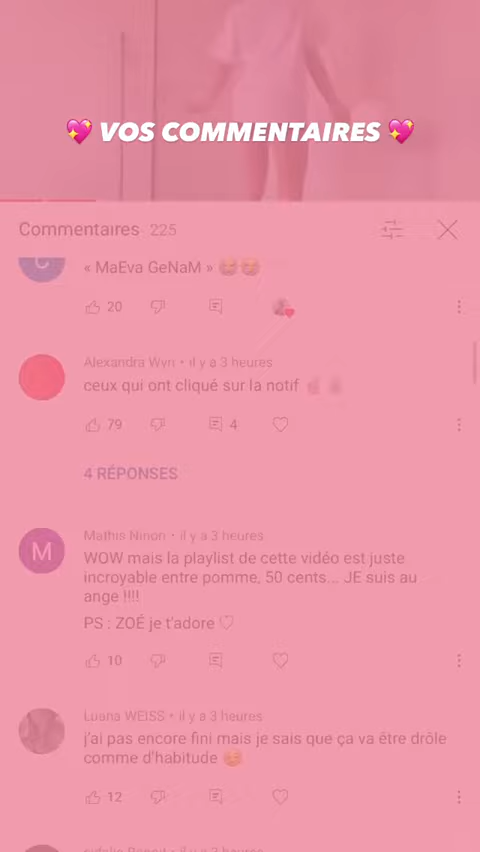 💖 VOS COMMENTAIRES 💖
Commentaires 225
« MaEva GeNaM »
20
Alexandra Wyn • il y a 3 heures
ceux qui ont cliqué sur la notif
79 4
4 RÉPONSES
M
Mathis Ninon • il y a 3 heures
WOW mais la playlist de cette vidéo est juste
incroyable entre pomme, 50 cents... JE suis au
ange !!!!
PS : ZOÉ je t'adore ♡
10
Luana WEISS • il y a 3 heures
j'ai pas encore fini mais je sais que ça va être drôle
comme d'habitude
12